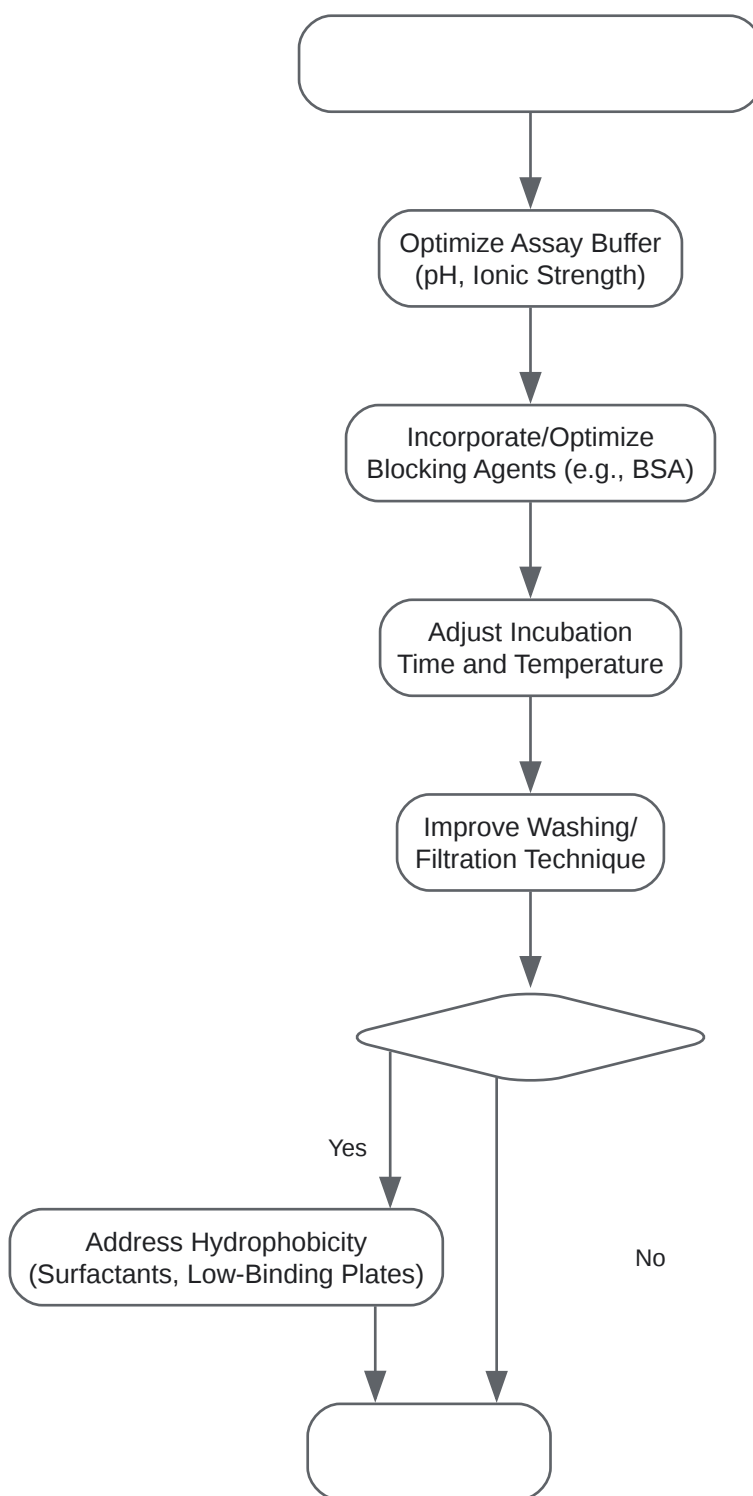 Optimize Assay Buffer
(pH, Ionic Strength)
Incorporate/Optimize
Blocking Agents (e.g., BSA)
Adjust Incubation
Time and Temperature
Improve Washing/
Filtration Technique
Yes
Address Hydrophobicity
(Surfactants, Low-Binding Plates)
No